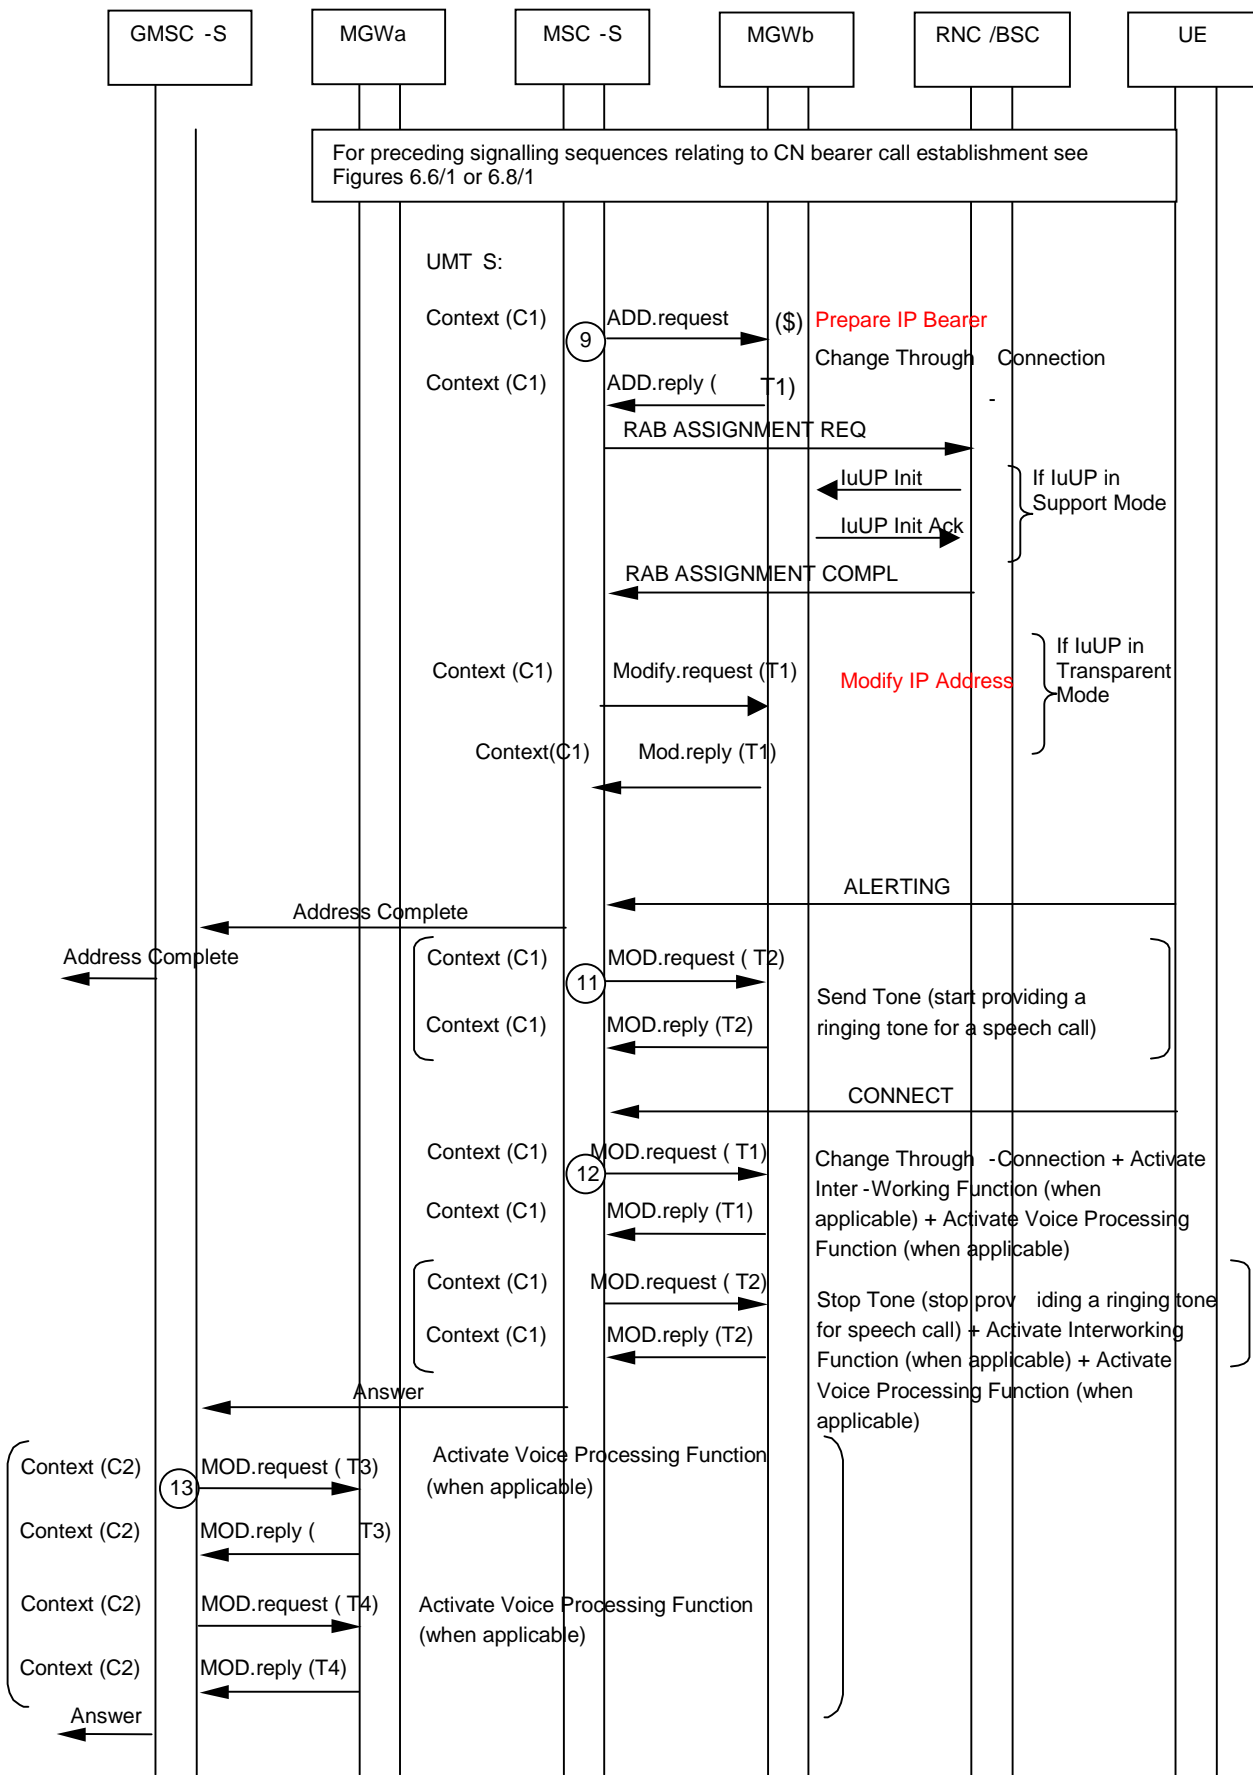 GMSC -S
MGWa
MSC -S
MGWb
RNC /BSC
UE
For preceding signalling sequences relating to CN bearer call establishment see
Figures 6.6/1 or 6.8/1
UMT S:
Context (C1)
9
ADD.request
($)
Prepare IP Bearer
Change Through Connection
-
Context (C1)
ADD.reply ( T1)
RAB ASSIGNMENT REQ
IuUP Init
IuUP Init Ack
If IuUP in
Support Mode
RAB ASSIGNMENT COMPL
Context (C1)
Modify.request (T1)
Modify IP Address
If IuUP in
Transparent
Mode
Context(C1)
Mod.reply (T1)
ALERTING
Address Complete
Address Complete
Context (C1)
11
MOD.request ( T2)
Send Tone (start providing a
ringing tone for a speech call)
Context (C1)
MOD.reply (T2)
CONNECT
Context (C1)
12
MOD.request ( T1)
Change Through -Connection + Activate
Inter -Working Function (when
applicable) + Activate Voice Processing
Function (when applicable)
Context (C1)
MOD.reply (T1)
Context (C1)
MOD.request ( T2)
Stop Tone (stop prov iding a ringing tone
for speech call) + Activate Interworking
Function (when applicable) + Activate
Voice Processing Function (when
applicable)
Context (C1)
MOD.reply (T2)
Answer
Context (C2)
13
MOD.request ( T3)
Activate Voice Processing Function
(when applicable)
Context (C2)
MOD.reply ( T3)
Context (C2)
MOD.request ( T4)
Activate Voice Processing Function
(when applicable)
Context (C2)
MOD.reply (T4)
Answer